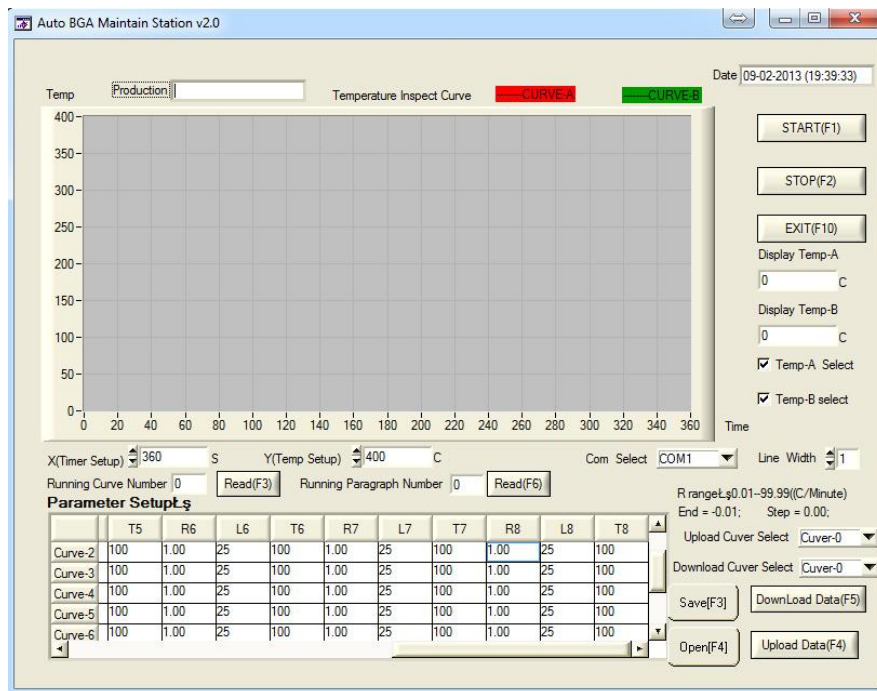 Auto BGA Maintain Station v2.0
Date 09-02-2013 (19:39:33)
Temp Production Temperature Inspect Curve ------CURVE-A ------CURVE-B
400
350
300
250
200
150
100
50
0
0 20 40 60 80 100 120 140 160 180 200 220 240 260 280 300 320 340 360 Time
START(F1)
STOP(F2)
EXIT(F10)
Display Temp-A
0 C
Display Temp-B
0 C
Temp-A Select
Temp-B select
X(Timer Setup) 360 S Y(Temp Setup) 400 C Com Select COM1 Line Width 1
Running Curve Number 0 Read(F3) Running Paragraph Number 0 Read(F6)
Parameter SetupŁş
T5 R6 L6 T6 R7 L7 T7 R8 L8 T8
Curve-2 100 1.00 25 100 1.00 25 100 1.00 25 100
Curve-3 100 1.00 25 100 1.00 25 100 1.00 25 100
Curve-4 100 1.00 25 100 1.00 25 100 1.00 25 100
Curve-5 100 1.00 25 100 1.00 25 100 1.00 25 100
Curve-6 100 1.00 25 100 1.00 25 100 1.00 25 100
R rangeŁş0.01--99.99((C/Minute)
End = -0.01; Step = 0.00;
Upload Cuver Select Cuver-0
Download Cuver Select Cuver-0
Save[F3] DownLoad Data(F5)
Open[F4] Upload Data(F4)